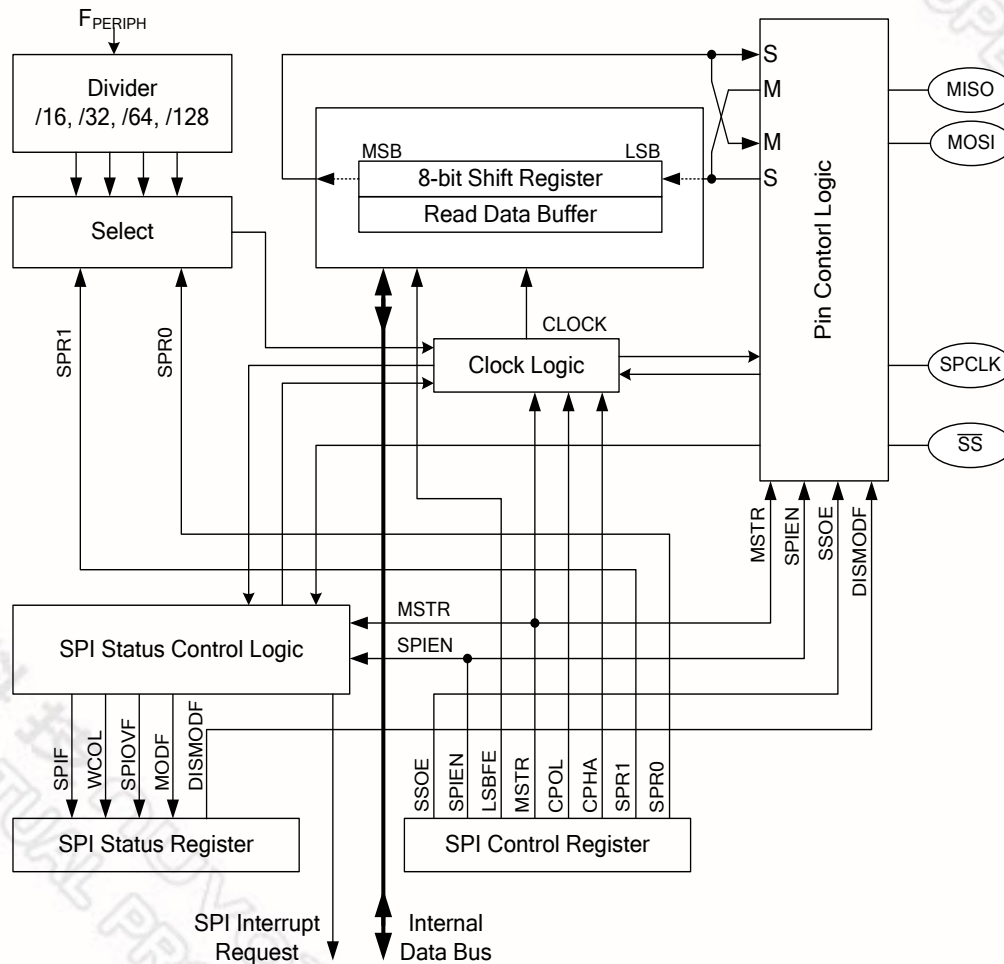 F_PERIPH
Divider
/16, /32, /64, /128
Select
SPR1
SPR0
MSB
LSB
8-bit Shift Register
Read Data Buffer
S
M
M
S
Pin Contorl Logic
MISO
MOSI
SPCLK
SS
CLOCK
Clock Logic
MSTR
SPIEN
SSOE
DISMODF
SPI Status Control Logic
MSTR
SPIEN
SPIF
WCOL
SPIOVF
MODF
DISMODF
SSOE
SPIEN
LSBFE
MSTR
CPOL
CPHA
SPR1
SPR0
SPI Status Register
SPI Control Register
SPI Interrupt
Request
Internal
Data Bus